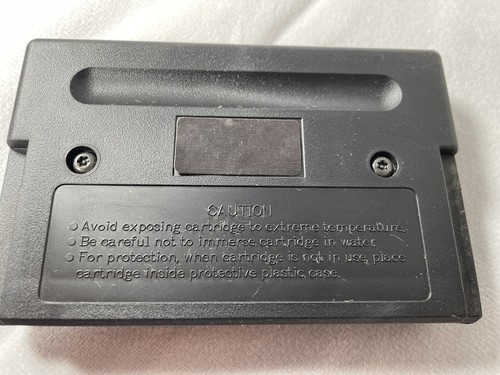 CAUTION
Avoid exposing cartridge to extreme temperature.
Be careful not to immerse cartridge in water.
For protection, when cartridge is not in use, place
cartridge inside protective plastic case.